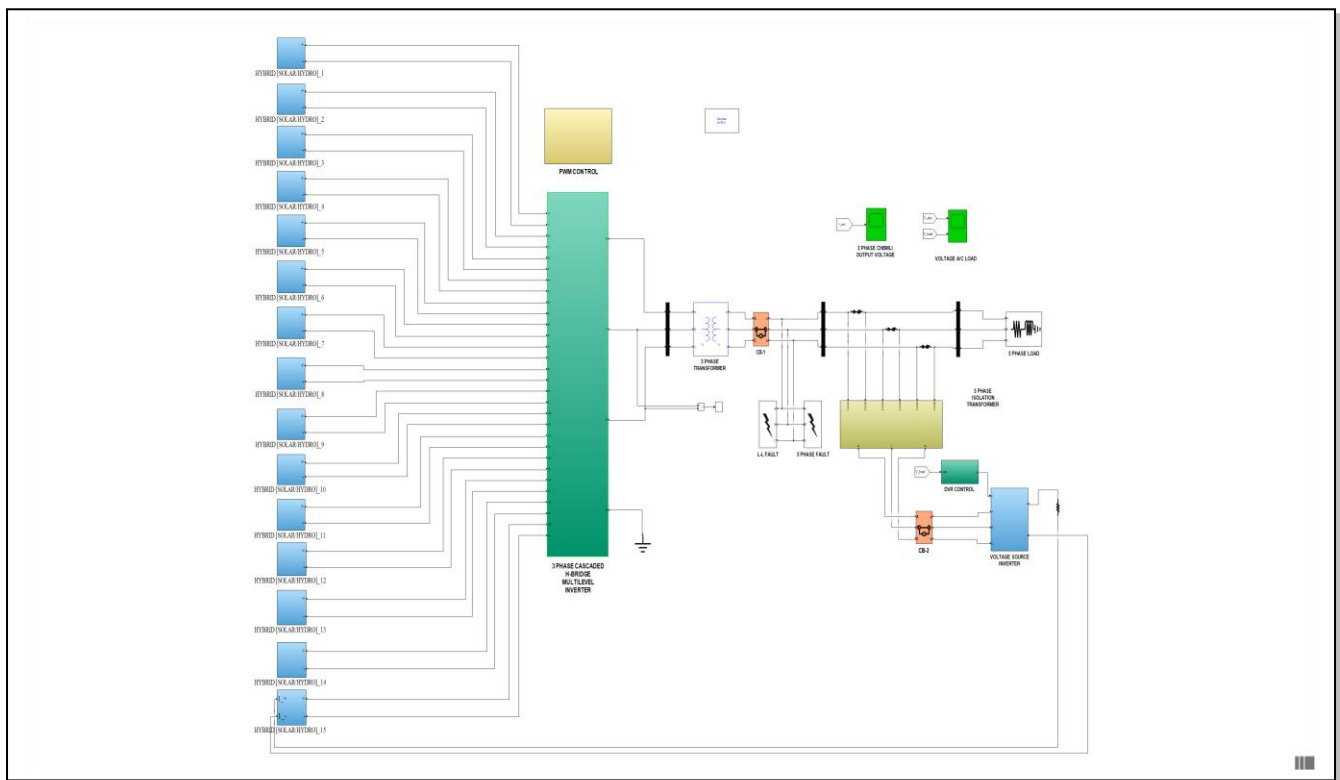 HYBRID [SOLAR/HYDRO]_1
HYBRID [SOLAR/HYDRO]_2
HYBRID [SOLAR/HYDRO]_3
HYBRID [SOLAR/HYDRO]_4
HYBRID [SOLAR/HYDRO]_5
HYBRID [SOLAR/HYDRO]_6
HYBRID [SOLAR/HYDRO]_7
HYBRID [SOLAR/HYDRO]_8
HYBRID [SOLAR/HYDRO]_9
HYBRID [SOLAR/HYDRO]_10
HYBRID [SOLAR/HYDRO]_11
HYBRID [SOLAR/HYDRO]_12
HYBRID [SOLAR/HYDRO]_13
HYBRID [SOLAR/HYDRO]_14
HYBRID [SOLAR/HYDRO]_15
PWM CONTROL
3 PHASE CASCADED
H-BRIDGE
MULTILEVEL
INVERTER
3 PHASE CHBMLI
OUTPUT VOLTAGE
VOLTAGE A/C LOAD
3 PHASE
TRANSFORMER
CB-1
3 PHASE LOAD
L-L FAULT
3 PHASE FAULT
3 PHASE
ISOLATION
TRANSFORMER
DVR CONTROL
CB-2
VOLTAGE SOURCE
INVERTER